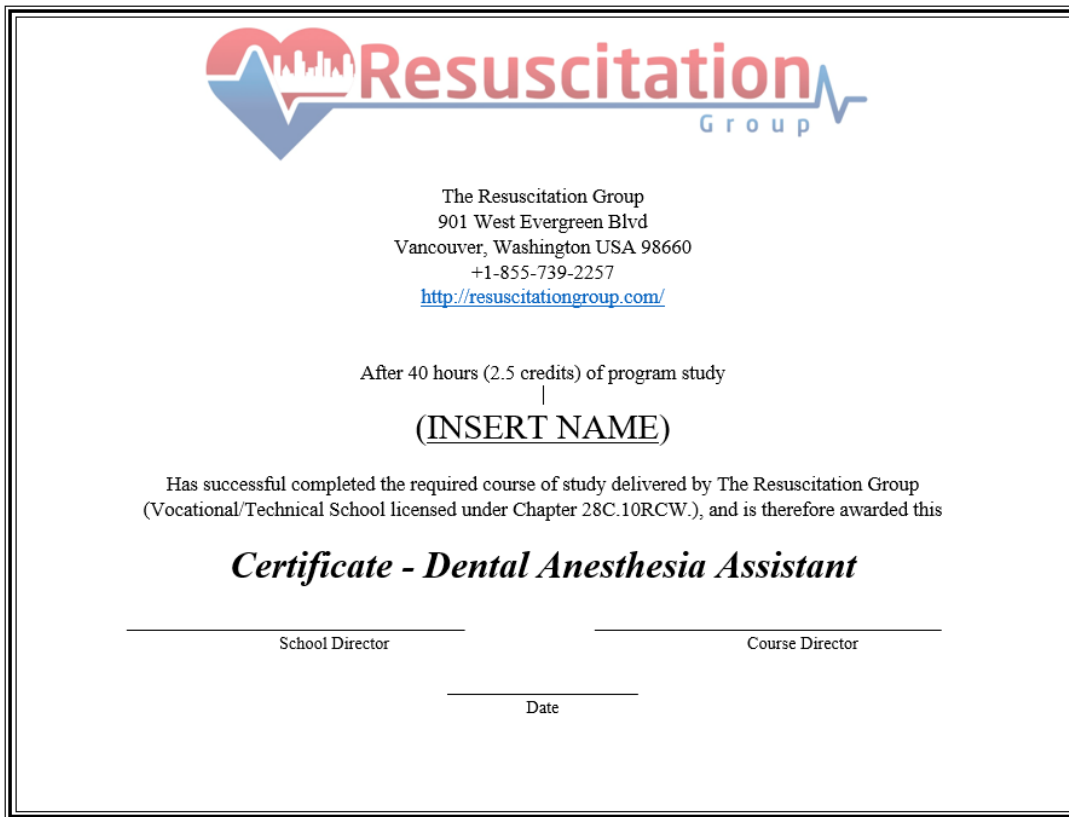 Resuscitation
Group
The Resuscitation Group
901 West Evergreen Blvd
Vancouver, Washington USA 98660
+1-855-739-2257
http://resuscitationgroup.com/
After 40 hours (2.5 credits) of program study
(INSERT NAME)
Has successful completed the required course of study delivered by The Resuscitation Group
(Vocational/Technical School licensed under Chapter 28C.10RCW.), and is therefore awarded this
Certificate - Dental Anesthesia Assistant
School Director
Course Director
Date